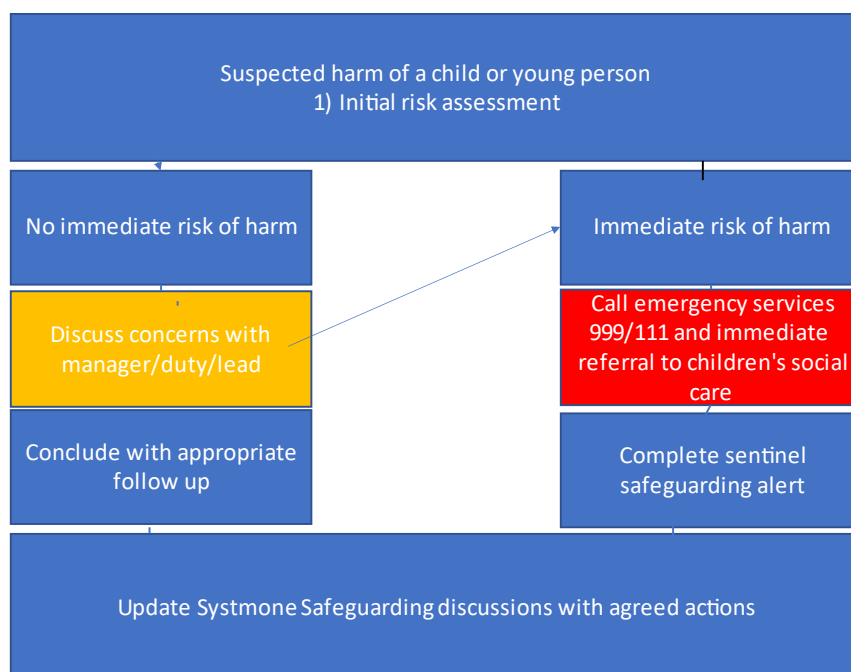 Suspected harm of a child or young person
1) Initial risk assessment
No immediate risk of harm
Immediate risk of harm
Discuss concerns with
manager/duty/lead
Call emergency services
999/111 and immediate
referral to children's social
care
Conclude with appropriate
follow up
Complete sentinel
safeguarding alert
Update Systmone Safeguarding discussions with agreed actions